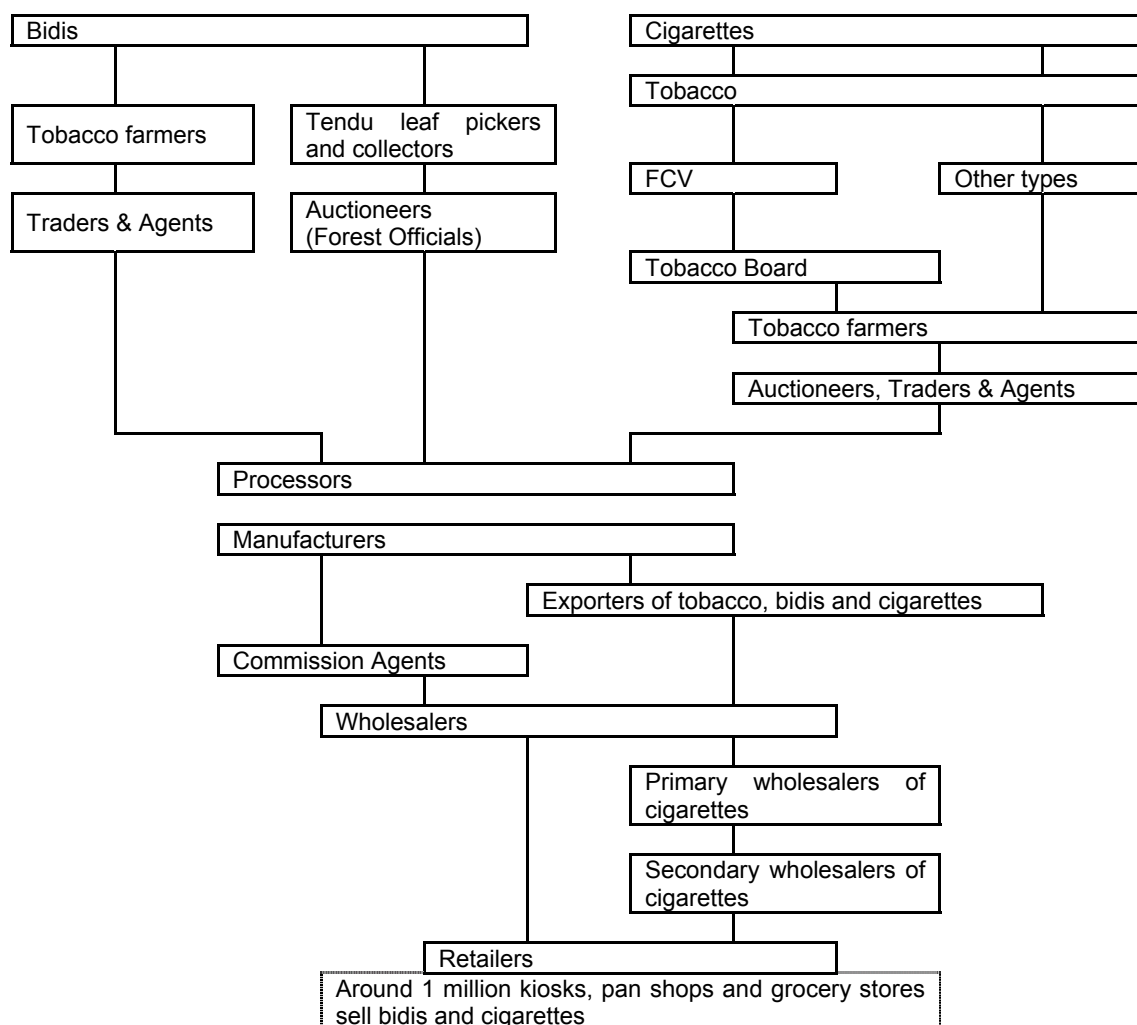 Bidis
Cigarettes
Tobacco
Tobacco farmers
Tendu leaf pickers
and collectors
FCV
Other types
Traders & Agents
Auctioneers
(Forest Officials)
Tobacco Board
Tobacco farmers
Auctioneers, Traders & Agents
Processors
Manufacturers
Exporters of tobacco, bidis and cigarettes
Commission Agents
Wholesalers
Primary wholesalers of
cigarettes
Secondary wholesalers of
cigarettes
Retailers
Around 1 million kiosks, pan shops and grocery stores
sell bidis and cigarettes